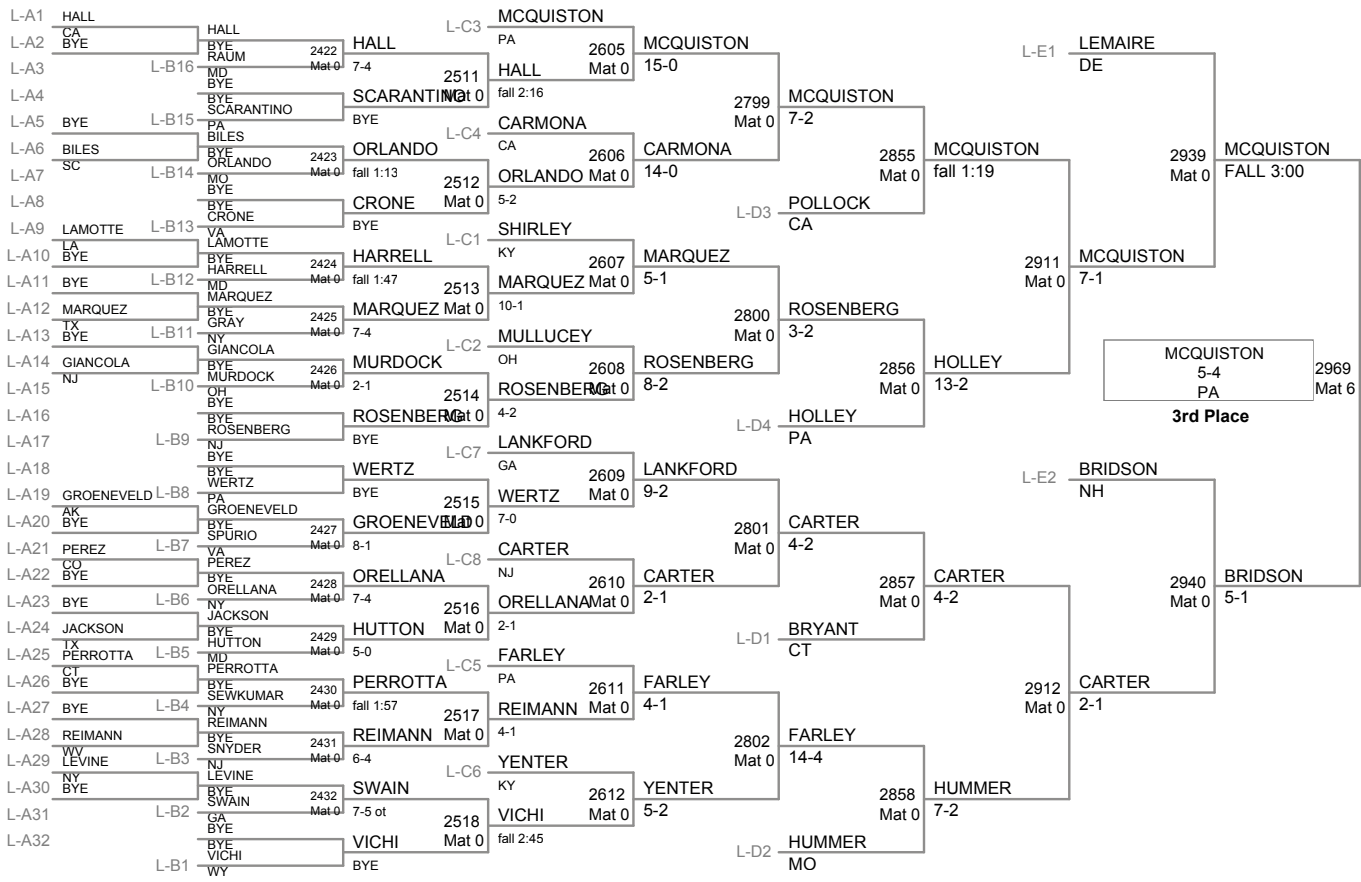 L-A1 HALL
CA
L-A2 BYE
L-A3
L-A4
L-A5 BYE
L-A6 BILES
SC
L-A7
L-A8
L-A9 LAMOTTE
LA
L-A10 BYE
L-A11 BYE
L-A12 MARQUEZ
TX
L-A13 BYE
L-A14 GIANCOLA
NJ
L-A15
L-A16
L-A17
L-A18
L-A19 GROENEVELD
AK
L-A20 BYE
L-A21 PEREZ
CO
L-A22 BYE
L-A23 BYE
L-A24 JACKSON
TX
L-A25 PERROTTA
CT
L-A26 BYE
L-A27 BYE
L-A28 REIMANN
WV
L-A29 LEVINE
NY
L-A30 BYE
L-A31
L-A32
HALL
BYE
L-B16 RAUM
MD
2422
Mat 0
BYE
BYE
L-B15 SCARANTINO
PA
BILES
BYE
L-B14 ORLANDO
MO
2423
Mat 0
BYE
BYE
L-B13 CRONE
VA
LAMOTTE
BYE
L-B12 HARRELL
MD
2424
Mat 0
MARQUEZ
BYE
L-B11 GRAY
NY
2425
Mat 0
GIANCOLA
BYE
L-B10 MURDOCK
OH
2426
Mat 0
BYE
BYE
L-B9 ROSENBERG
NJ
BYE
BYE
L-B8 WERTZ
PA
GROENEVELD
BYE
L-B7 SPURIO
VA
2427
Mat 0
PEREZ
BYE
L-B6 ORELLANA
NY
2428
Mat 0
JACKSON
BYE
L-B5 HUTTON
MD
2429
Mat 0
PERROTTA
BYE
L-B4 SEWKUMAR
NY
2430
Mat 0
REIMANN
BYE
L-B3 SNYDER
NJ
2431
Mat 0
LEVINE
BYE
L-B2 SWAIN
GA
2432
Mat 0
BYE
BYE
L-B1 VICHI
WY
HALL
7-4
2511
Mat 0
SCARANTINO
BYE
ORLANDO
fall 1:13
2512
Mat 0
CRONE
BYE
HARRELL
fall 1:47
2513
Mat 0
MARQUEZ
7-4
MURDOCK
2-1
2514
Mat 0
ROSENBERG
BYE
WERTZ
BYE
2515
Mat 0
GROENEVELD
8-1
ORELLANA
7-4
2516
Mat 0
HUTTON
5-0
PERROTTA
fall 1:57
2517
Mat 0
REIMANN
6-4
SWAIN
7-5 ot
2518
Mat 0
VICHI
BYE
L-C3 MCQUISTON
PA
2605
Mat 0
HALL
fall 2:16
L-C4 CARMONA
CA
2606
Mat 0
ORLANDO
5-2
L-C1 SHIRLEY
KY
2607
Mat 0
MARQUEZ
10-1
L-C2 MULLUCEY
OH
2608
Mat 0
ROSENBERG
4-2
L-C7 LANKFORD
GA
2609
Mat 0
WERTZ
7-0
L-C8 CARTER
NJ
2610
Mat 0
ORELLANA
2-1
L-C5 FARLEY
PA
2611
Mat 0
REIMANN
4-1
L-C6 YENTER
KY
2612
Mat 0
VICHI
fall 2:45
MCQUISTON
15-0
2799
Mat 0
CARMONA
14-0
MARQUEZ
5-1
2800
Mat 0
ROSENBERG
8-2
LANKFORD
9-2
2801
Mat 0
CARTER
2-1
FARLEY
4-1
2802
Mat 0
YENTER
5-2
MCQUISTON
7-2
2855
Mat 0
L-D3 POLLOCK
CA
ROSENBERG
3-2
2856
Mat 0
L-D4 HOLLEY
PA
CARTER
4-2
2857
Mat 0
L-D1 BRYANT
CT
FARLEY
14-4
2858
Mat 0
L-D2 HUMMER
MO
MCQUISTON
fall 1:19
2911
Mat 0
HOLLEY
13-2
CARTER
4-2
2912
Mat 0
HUMMER
7-2
L-E1 LEMAIRE
DE
2939
Mat 0
MCQUISTON
7-1
L-E2 BRIDSON
NH
2940
Mat 0
CARTER
2-1
MCQUISTON
FALL 3:00
MCQUISTON
5-4
PA
2969
Mat 6
3rd Place
BRIDSON
5-1